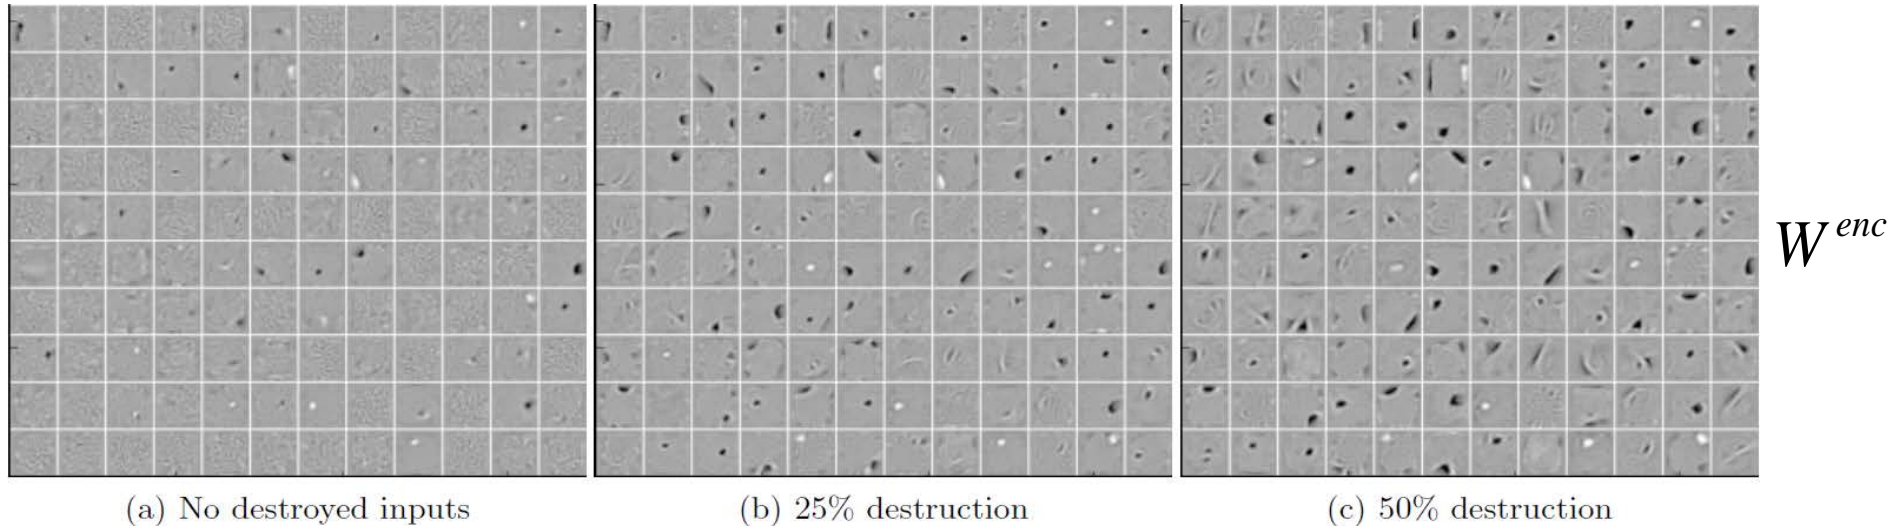 W^{enc}
(a) No destroyed inputs
(b) 25% destruction
(c) 50% destruction